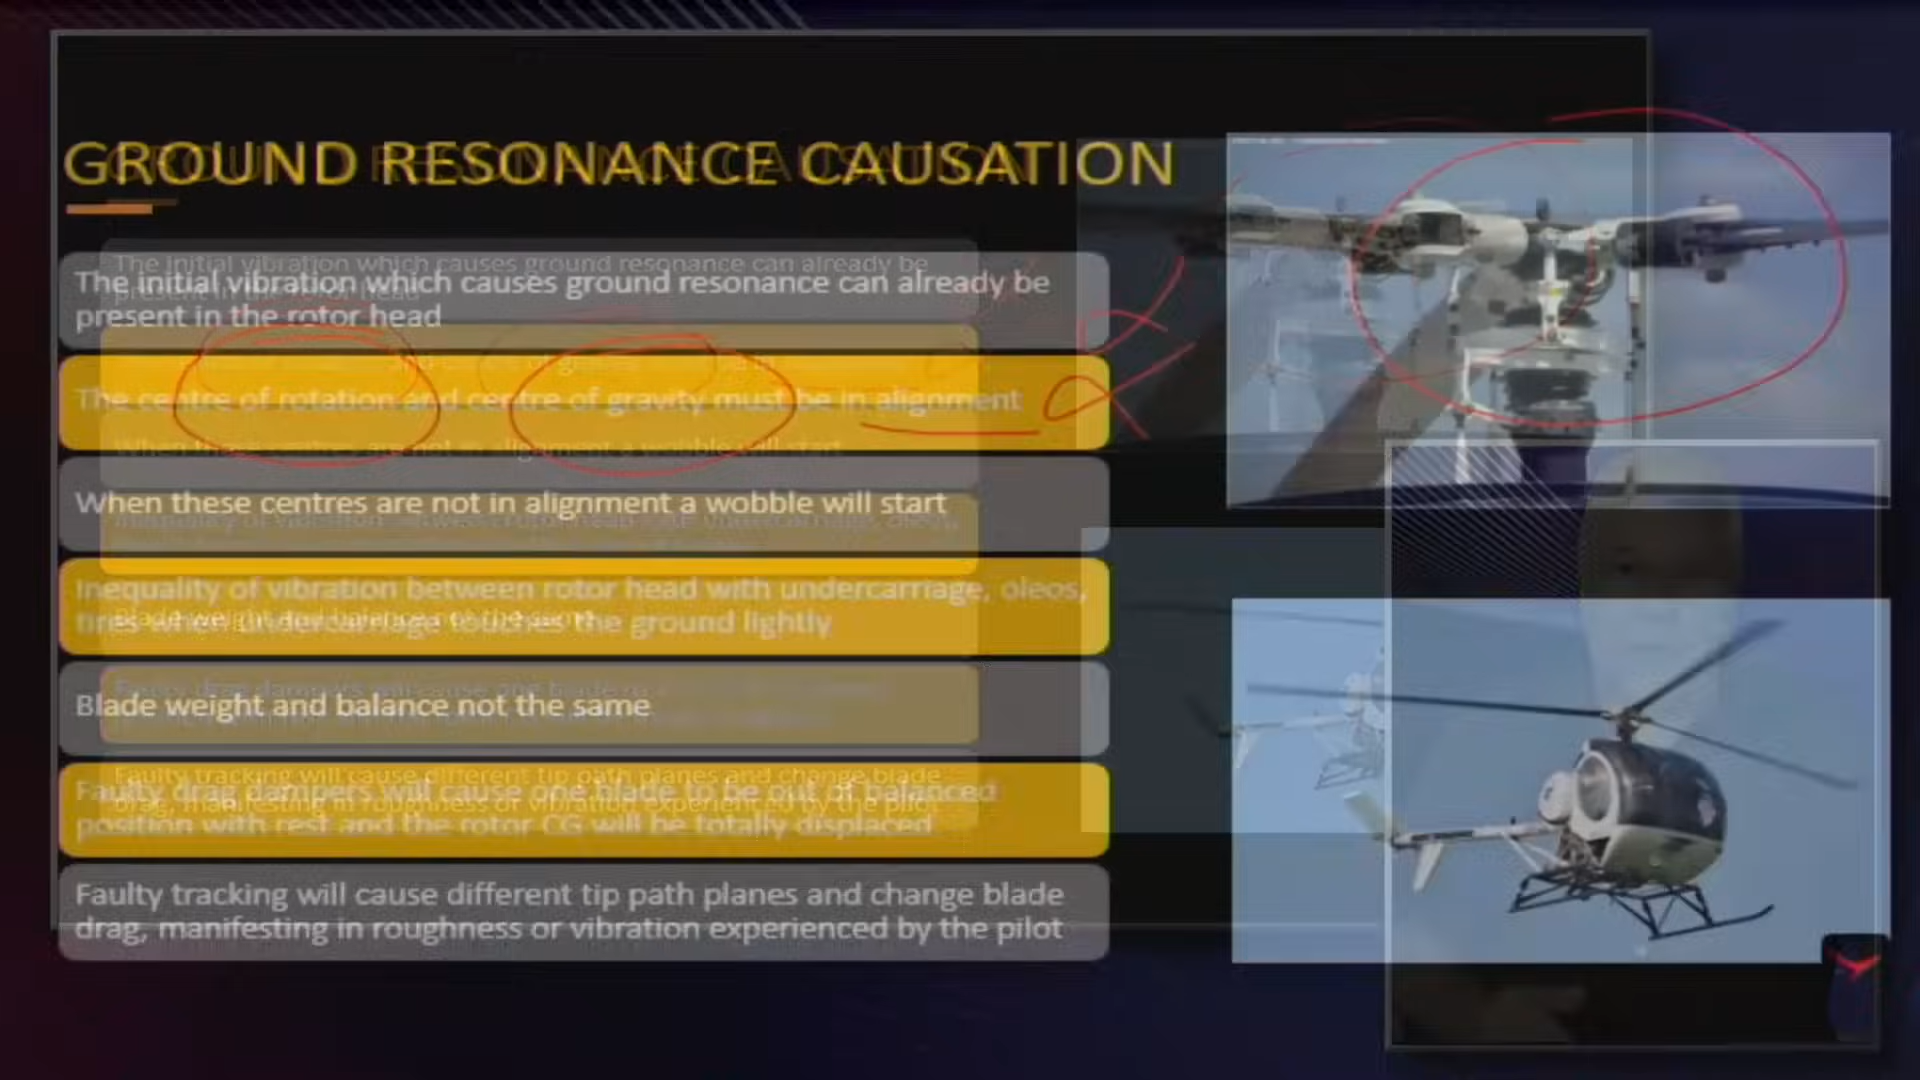 GROUND RESONANCE CAUSATION
The initial vibration which causes ground resonance can already be
present in the rotor head
The centre of rotation and centre of gravity must be in alignment
When these centres are not in alignment a wobble will start
Inequality of vibration between rotor head with undercarriage, oleos,
tires when undercarriage touches the ground lightly
Blade weight and balance not the same
Faulty drag dampers will cause one blade to be out of balanced
position with rest and the rotor CG will be totally displaced
Faulty tracking will cause different tip path planes and change blade
drag, manifesting in roughness or vibration experienced by the pilot